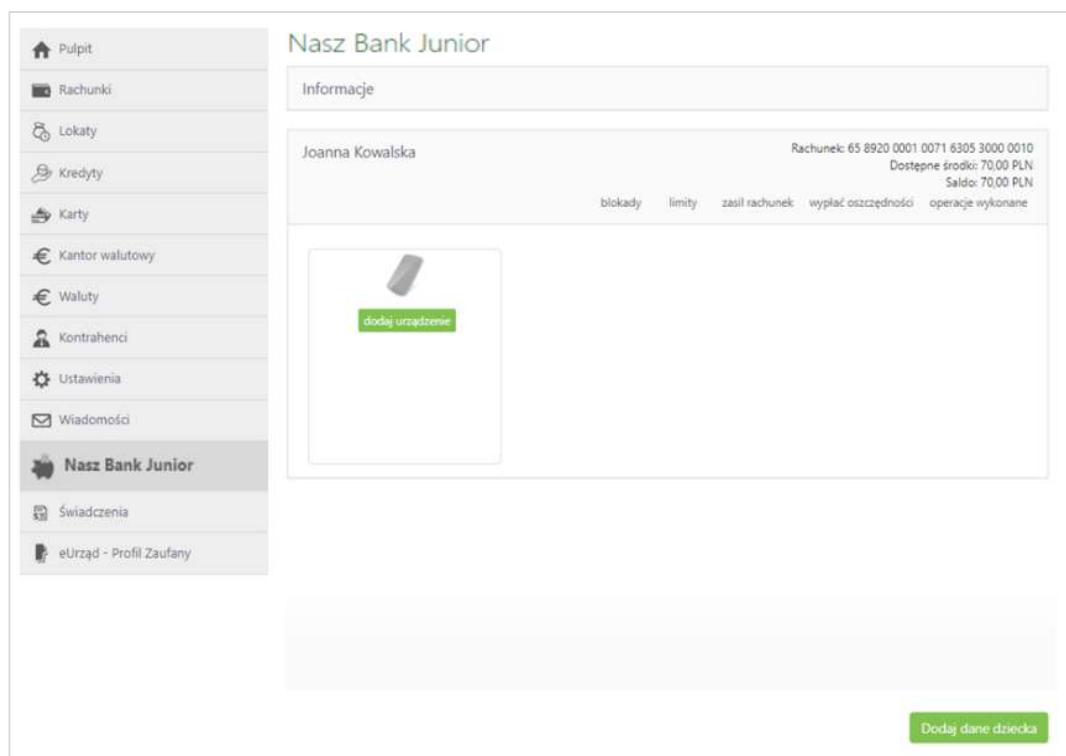 Pulpit
Rachunki
Lokaty
Kredyty
Karty
Kantor walutowy
Waluty
Kontrahenci
Ustawienia
Wiadomości
Nasz Bank Junior
Świadczenia
eUrząd - Profil Zaufany
Nasz Bank Junior
Informacje
Joanna Kowalska
Rachunek: 65 8920 0001 0071 6305 3000 0010
Dostępne środki: 70,00 PLN
Saldo: 70,00 PLN
blokady limity zasil rachunek wypłać oszczędności operacje wykonane
dodaj urządzenie
Dodaj dane dziecka